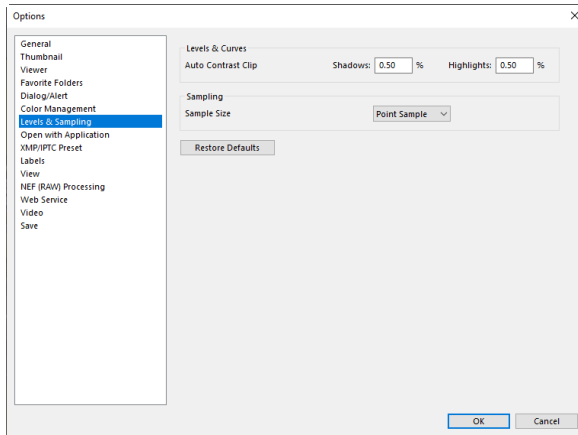 Options
General
Thumbnail
Viewer
Favorite Folders
Dialog/Alert
Color Management
Levels & Sampling
Open with Application
XMP/IPTC Preset
Labels
View
NEF (RAW) Processing
Web Service
Video
Save
Levels & Curves
Auto Contrast Clip Shadows: 0.50 % Highlights: 0.50 %
Sampling
Sample Size Point Sample
Restore Defaults
OK Cancel